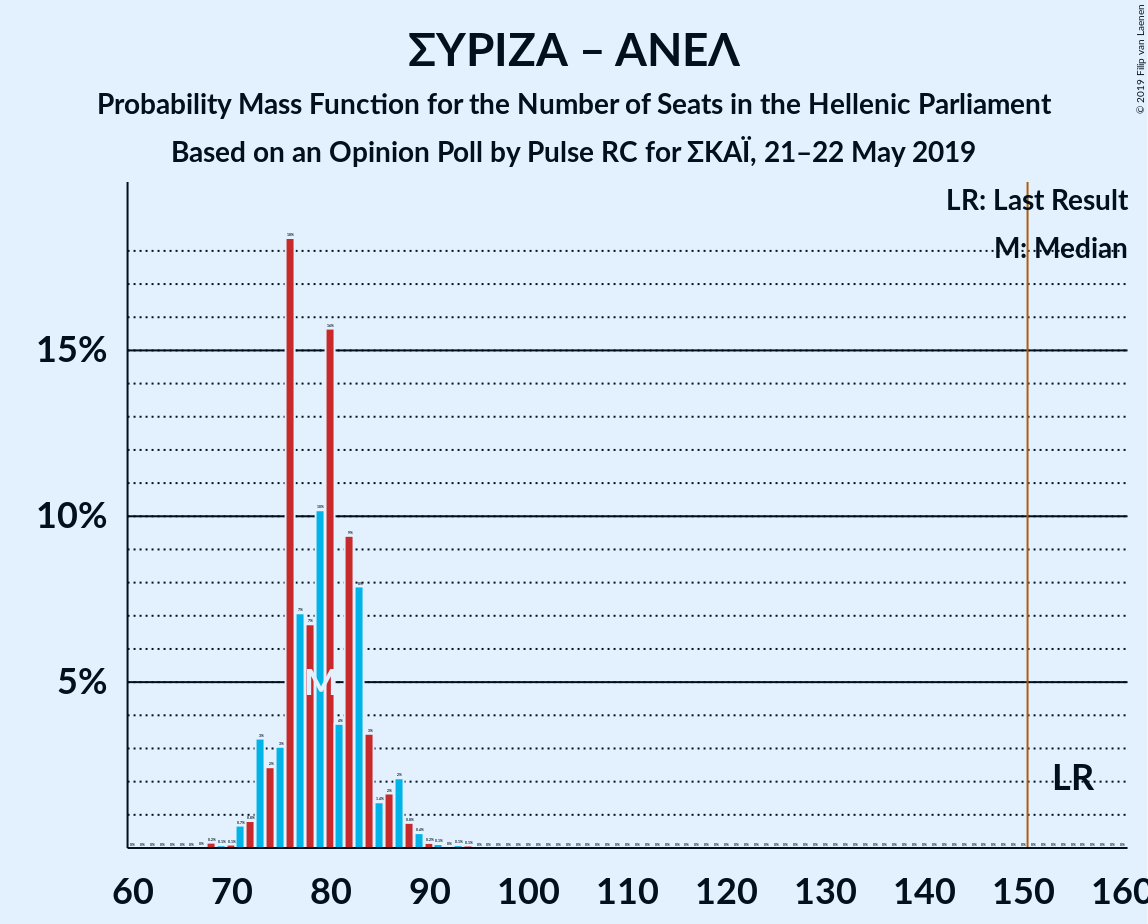 ΣΥΡΙΖΑ – ΑΝΕΛ
Probability Mass Function for the Number of Seats in the Hellenic Parliament
Based on an Opinion Poll by Pulse RC for ΣΚΑΪ, 21–22 May 2019
© 2019 Filip van Laenen
LR: Last Result
M: Median
15%
10%
5%
M
LR
60 70 80 90 100 110 120 130 140 150 160